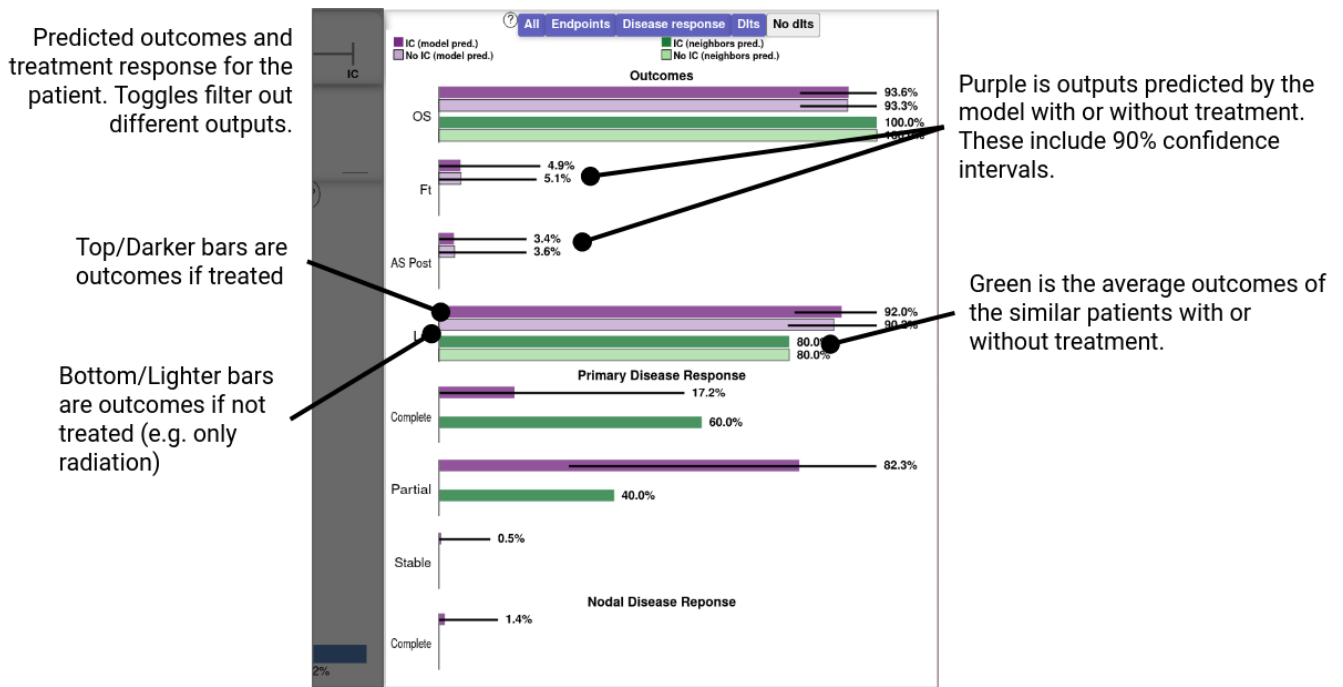 Predicted outcomes and
treatment response for the
patient. Toggles filter out
different outputs.
Top/Darker bars are
outcomes if treated
Bottom/Lighter bars
are outcomes if not
treated (e.g. only
radiation)
IC
?
2%
? All Endpoints Disease response Dlts No dlts
IC (model pred.) IC (neighbors pred.)
No IC (model pred.) No IC (neighbors pred.)
Outcomes
OS
93.6%
93.3%
100.0%
Ft
4.9%
5.1%
AS Post
3.4%
3.6%
92.0%
80.0%
80.0%
Primary Disease Response
Complete
17.2%
60.0%
Partial
82.3%
40.0%
Stable
0.5%
Nodal Disease Reponse
Complete
1.4%
Purple is outputs predicted by the
model with or without treatment.
These include 90% confidence
intervals.
Green is the average outcomes of
the similar patients with or
without treatment.